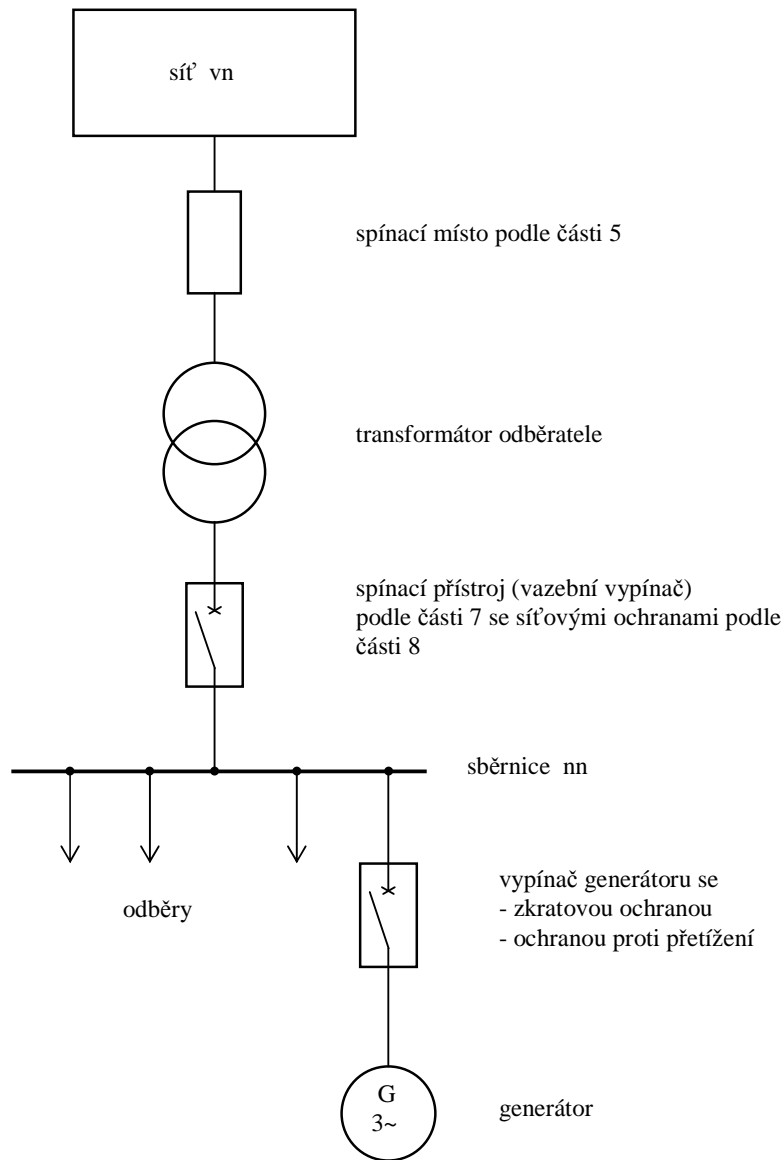 síť vn
spínací místo podle části 5
transformátor odběratele
spínací přístroj (vazební vypínač)
podle části 7 se síťovými ochranami podle
části 8
sběrnice nn
odběry
vypínač generátoru se
- zkratovou ochranou
- ochranou proti přetížení
G
3~
generátor